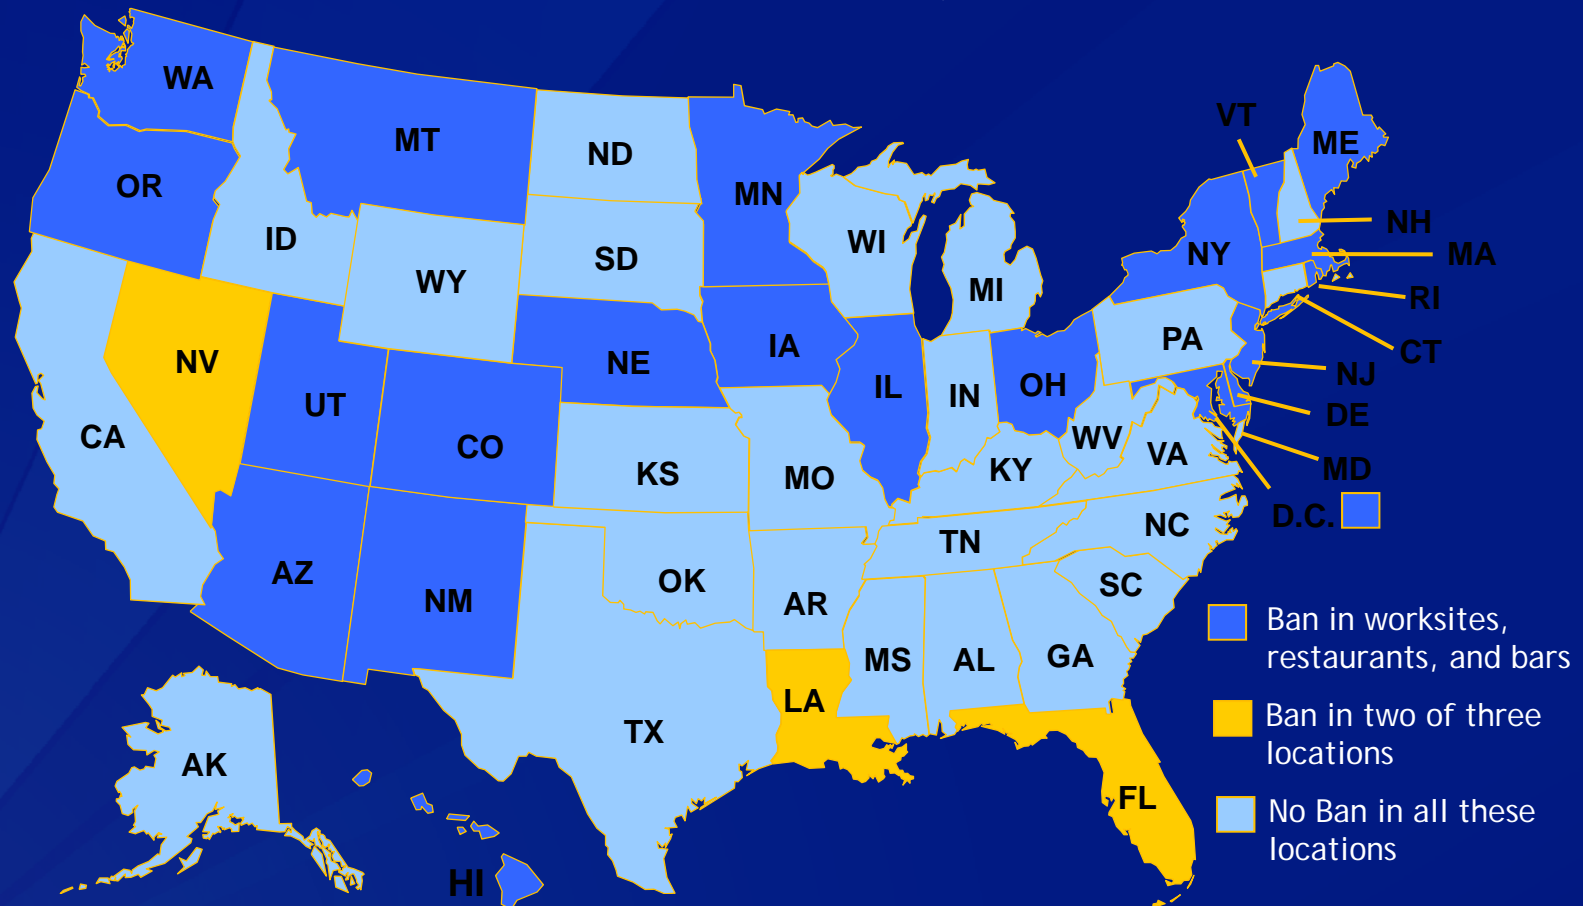 WA
MT
ND
MN
VT
ME
OR
ID
WY
SD
WI
MI
NY
NH
MA
RI
CT
NJ
DE
MD
D.C.
NV
UT
CO
NE
IA
IL
IN
OH
PA
CA
KS
MO
KY
WV
VA
AZ
NM
OK
AR
TN
NC
SC
MS
AL
GA
LA
TX
FL
AK
HI
Ban in worksites,
restaurants, and bars
Ban in two of three
locations
No Ban in all these
locations